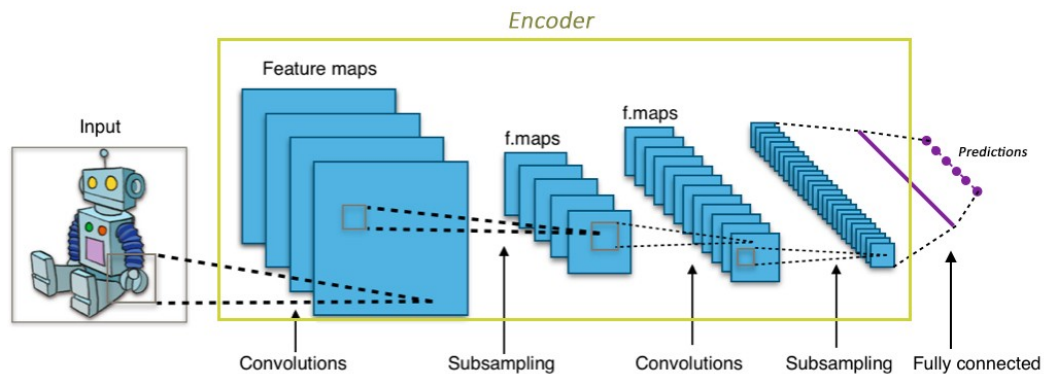 Encoder
Feature maps
Input
f.maps
f.maps
Predictions
Convolutions
Subsampling
Convolutions
Subsampling
Fully connected